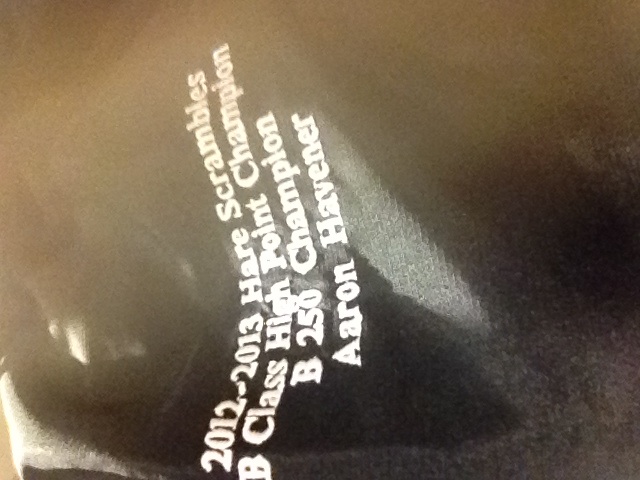 2012-2013 Hare Scrambles
B Class High Point Champion
B 250 Champion
Aaron Havener